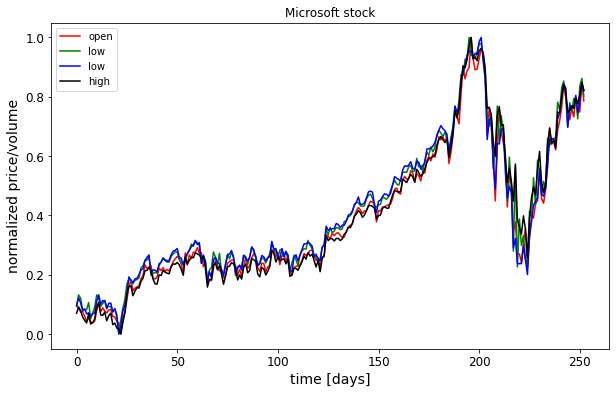 Microsoft stock
open
low
low
high
normalized price/volume
1.0
0.8
0.6
0.4
0.2
0.0
0 50 100 150 200 250
time [days]